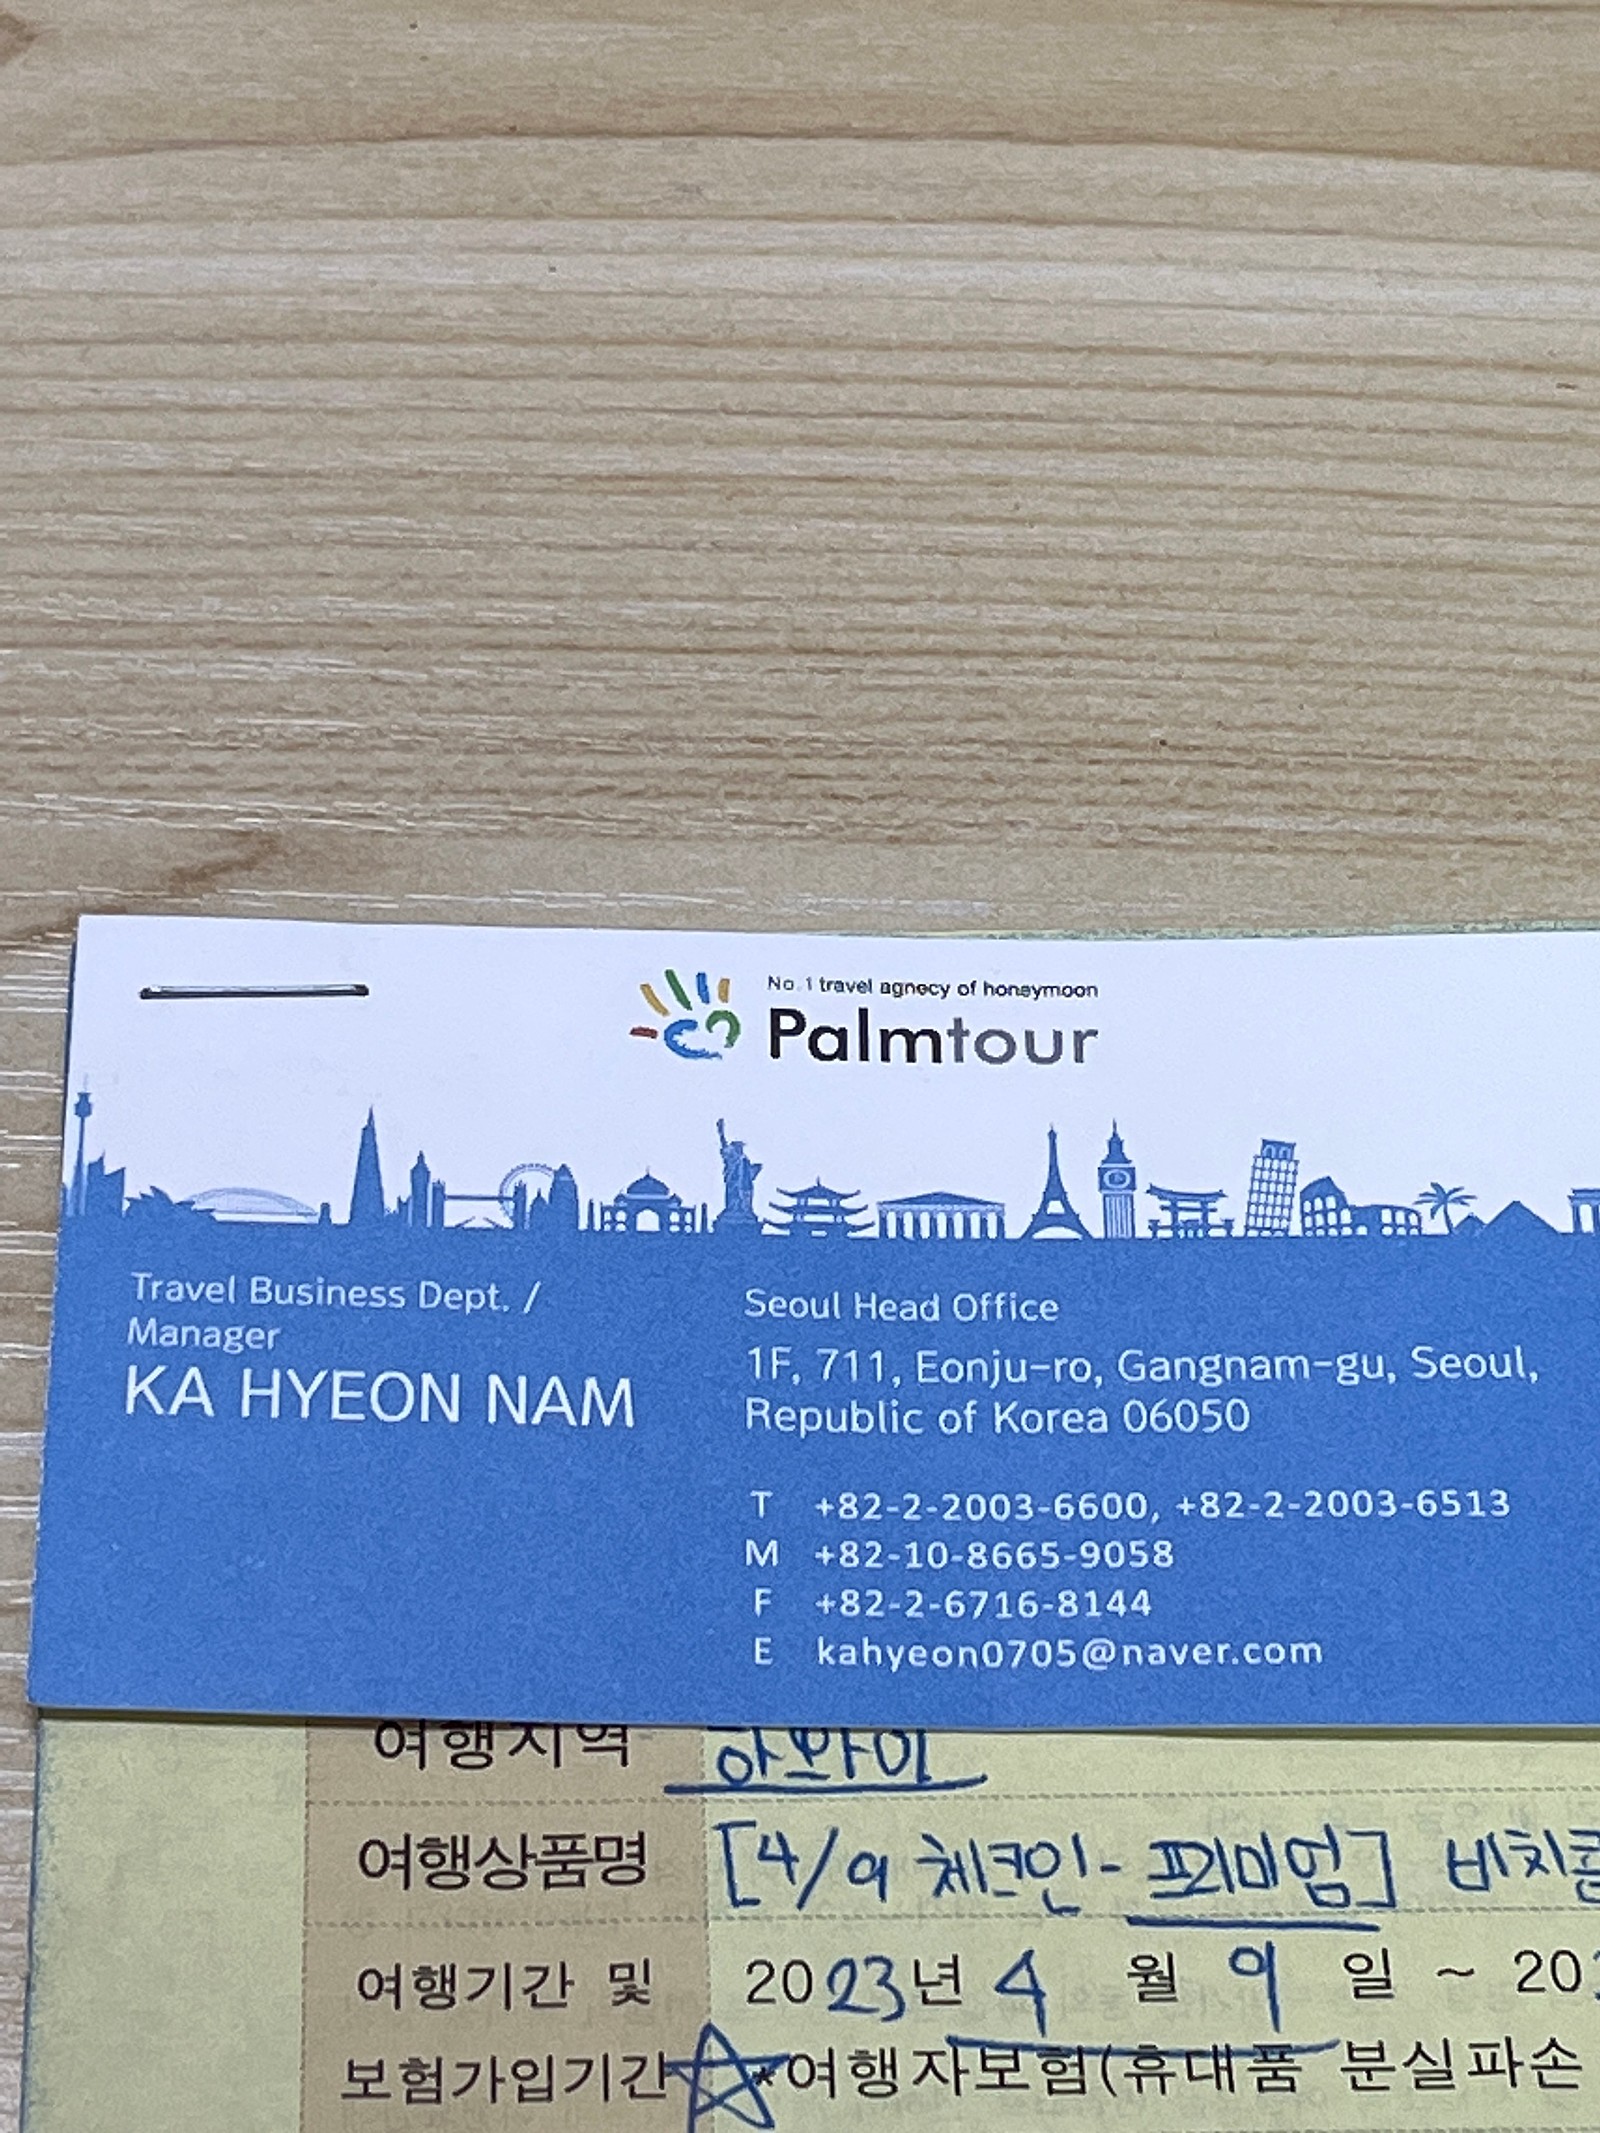 No.1 travel agnecy of honeymoon
Palmtour
Travel Business Dept. /
Manager
KA HYEON NAM
Seoul Head Office
1F, 711, Eonju-ro, Gangnam-gu, Seoul,
Republic of Korea 06050
T +82-2-2003-6600, +82-2-2003-6513
M +82-10-8665-9058
F +82-2-6716-8144
E kahyeon0705@naver.com
여행지역 하와이
여행상품명 [4/9 체크인-프리미엄] 비치콤
여행기간 및 2023년 4월 9일 ~ 20
보험가입기간 *여행자보험(휴대품 분실파손